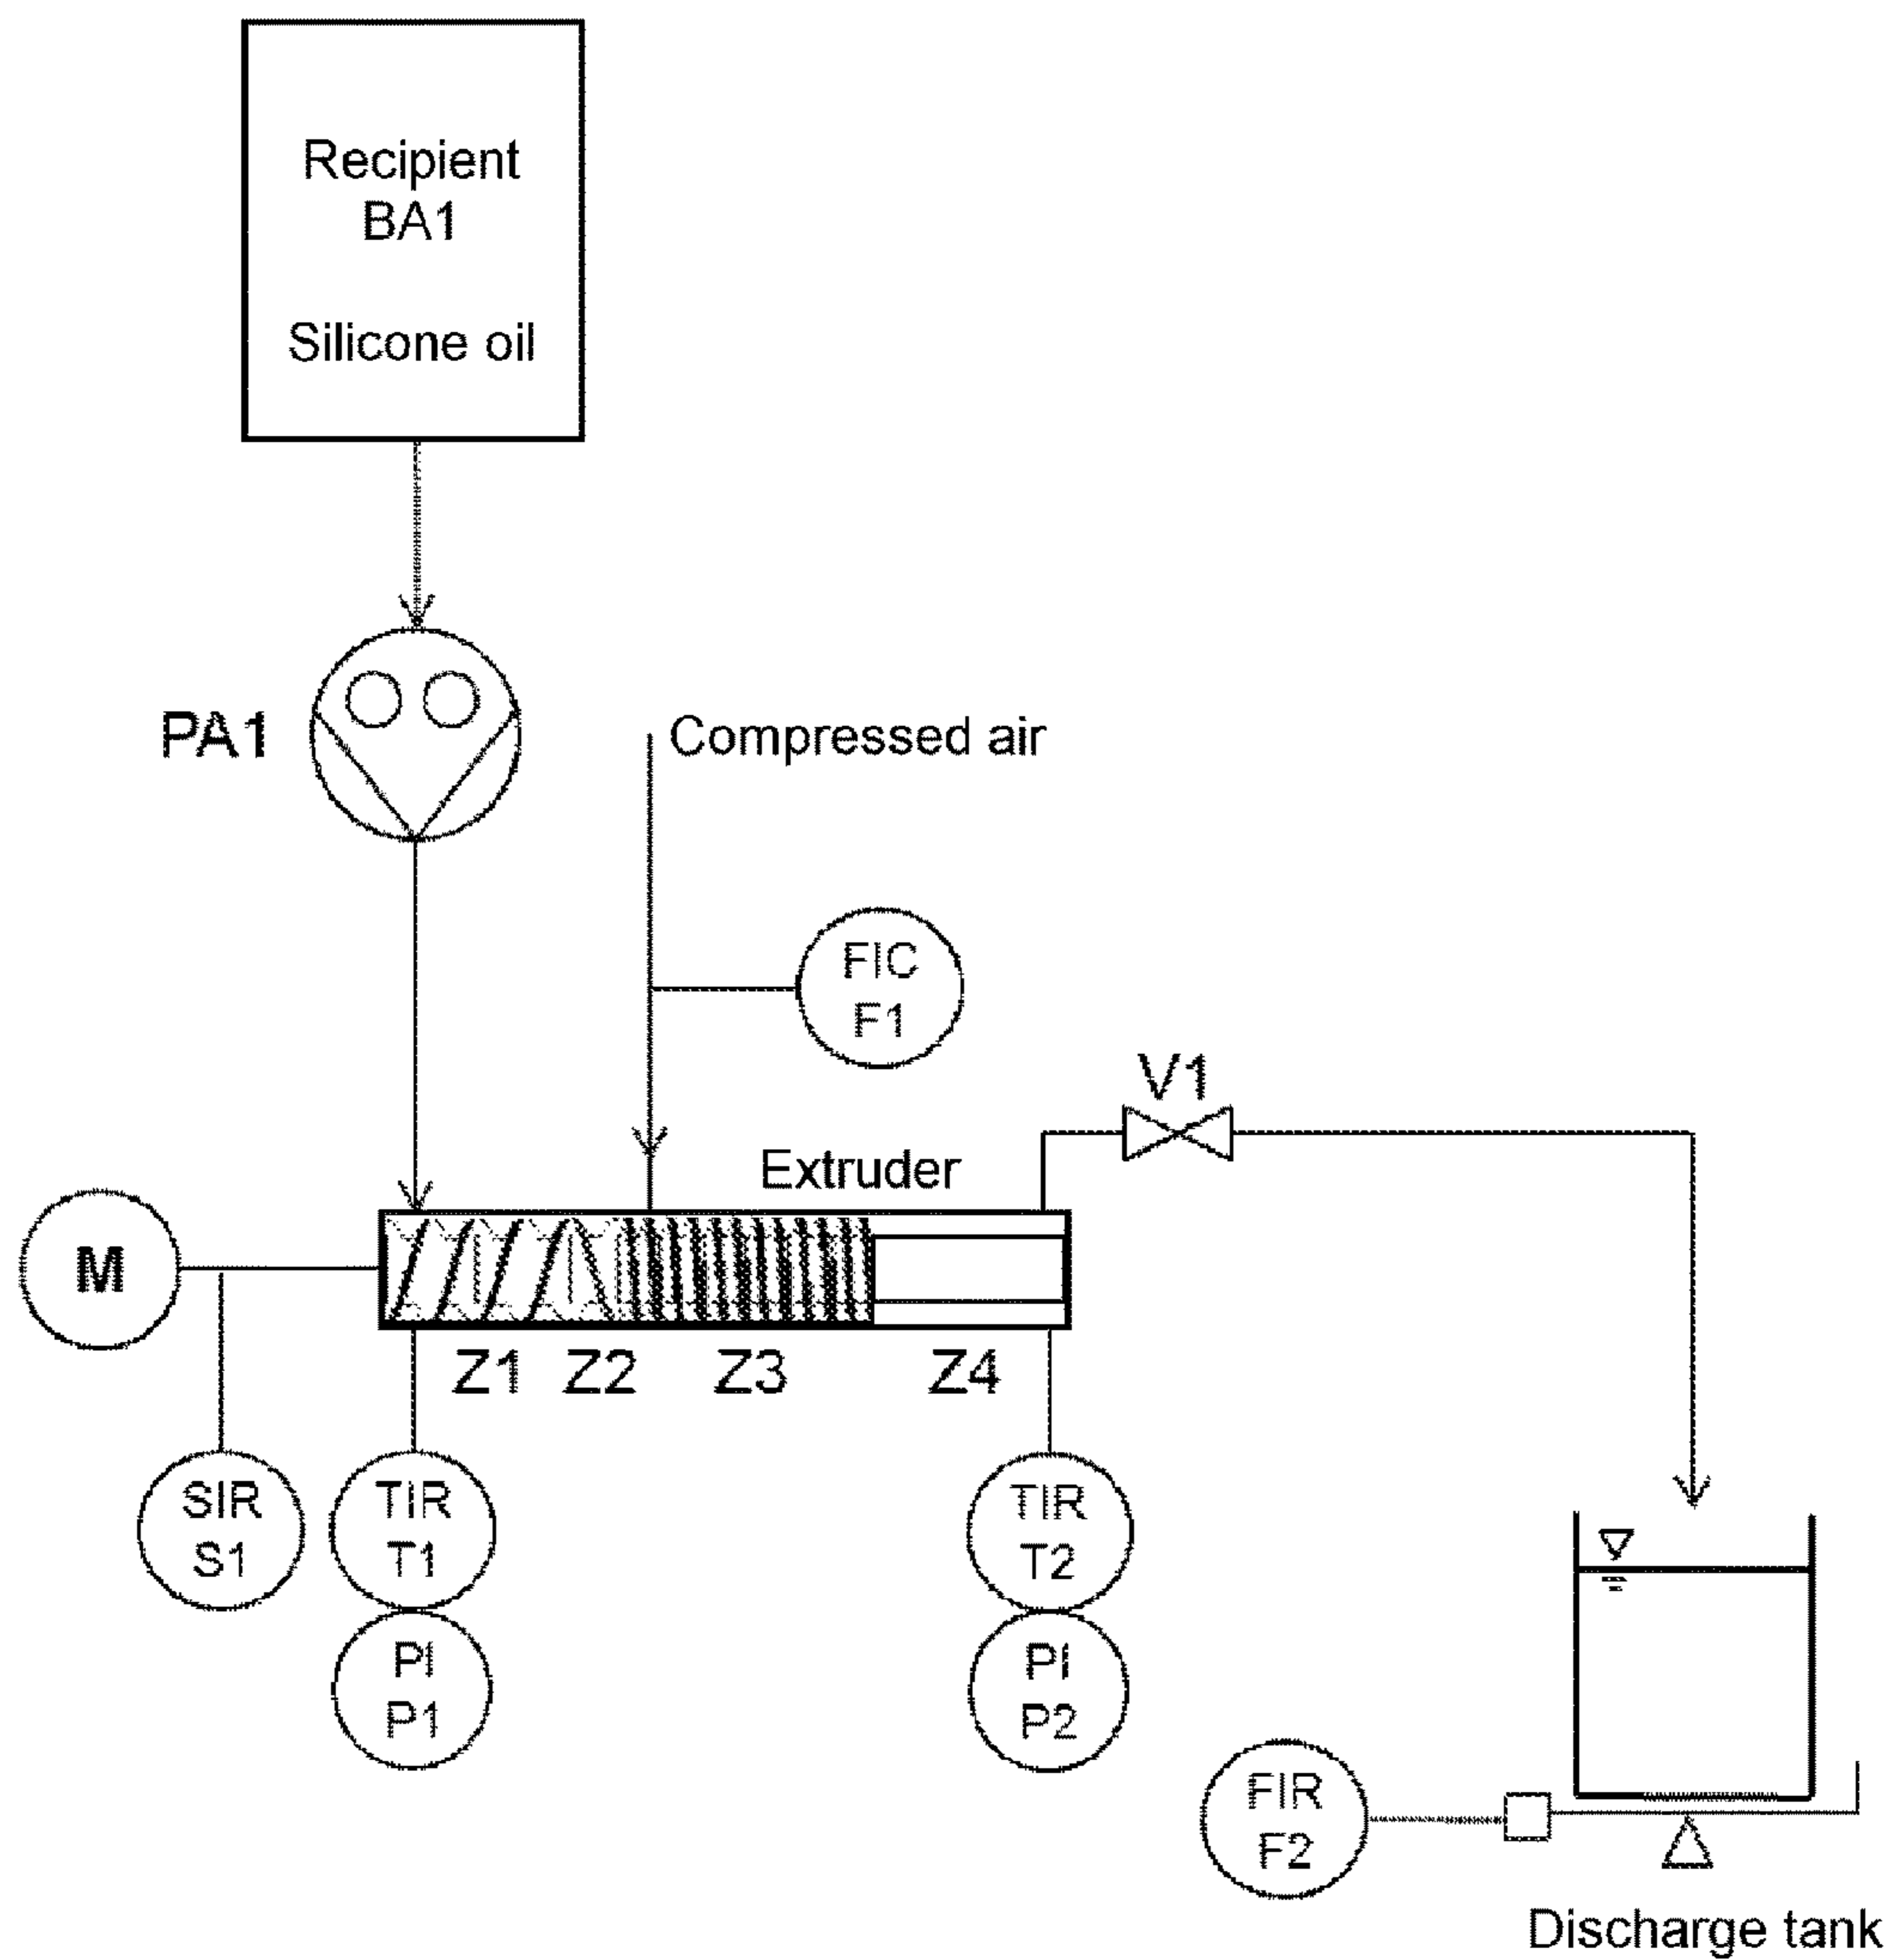 Recipient
BA1
Silicone oil
PA1
Compressed air
FIC
F1
V1
Extruder
M
Z1 Z2 Z3 Z4
SIR
S1
TIR
T1
TIR
T2
PI
P1
PI
P2
FIR
F2
Discharge tank